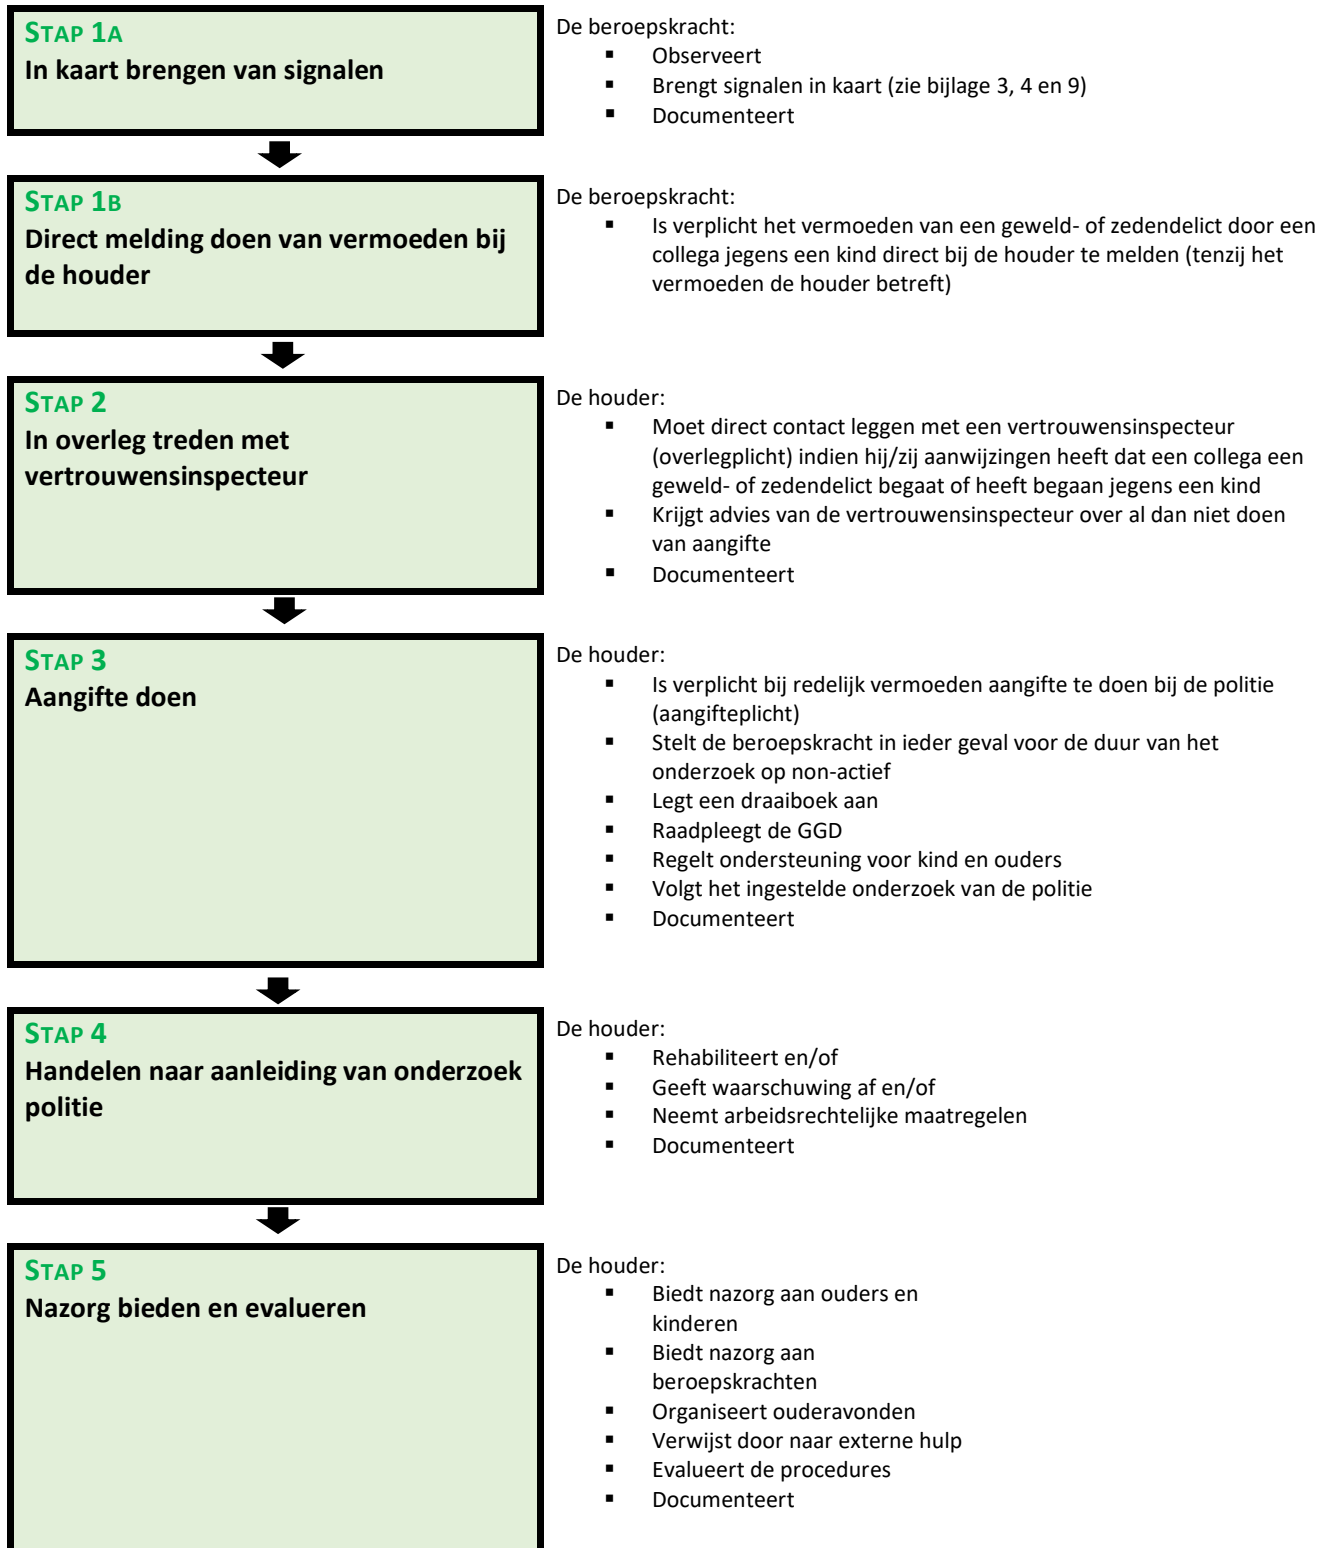 STAP 1A
In kaart brengen van signalen
De beroepskracht:
▪ Observeert
▪ Brengt signalen in kaart (zie bijlage 3, 4 en 9)
▪ Documenteert
STAP 1B
Direct melding doen van vermoeden bij
de houder
De beroepskracht:
▪ Is verplicht het vermoeden van een geweld- of zedendelict door een
collega jegens een kind direct bij de houder te melden (tenzij het
vermoeden de houder betreft)
STAP 2
In overleg treden met
vertrouwensinspecteur
De houder:
▪ Moet direct contact leggen met een vertrouwensinspecteur
(overlegplicht) indien hij/zij aanwijzingen heeft dat een collega een
geweld- of zedendelict begaat of heeft begaan jegens een kind
▪ Krijgt advies van de vertrouwensinspecteur over al dan niet doen
van aangifte
▪ Documenteert
STAP 3
Aangifte doen
De houder:
▪ Is verplicht bij redelijk vermoeden aangifte te doen bij de politie
(aangifteplicht)
▪ Stelt de beroepskracht in ieder geval voor de duur van het
onderzoek op non-actief
▪ Legt een draaiboek aan
▪ Raadpleegt de GGD
▪ Regelt ondersteuning voor kind en ouders
▪ Volgt het ingestelde onderzoek van de politie
▪ Documenteert
STAP 4
Handelen naar aanleiding van onderzoek
politie
De houder:
▪ Rehabiliteert en/of
▪ Geeft waarschuwing af en/of
▪ Neemt arbeidsrechtelijke maatregelen
▪ Documenteert
STAP 5
Nazorg bieden en evalueren
De houder:
▪ Biedt nazorg aan ouders en
kinderen
▪ Biedt nazorg aan
beroepskrachten
▪ Organiseert ouderavonden
▪ Verwijst door naar externe hulp
▪ Evalueert de procedures
▪ Documenteert